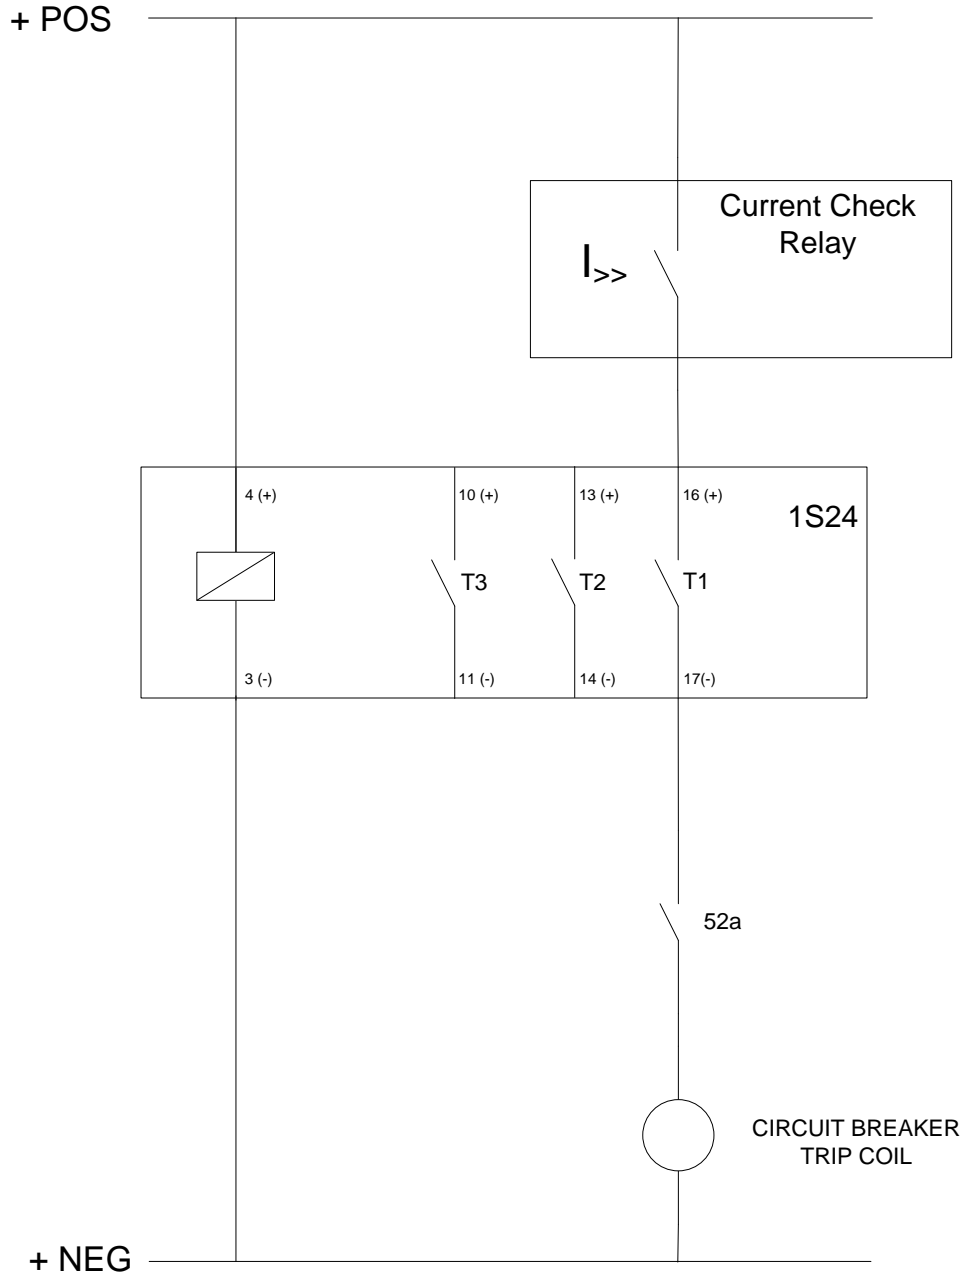 + POS
Current Check
Relay
I>>
4 (+)
10 (+)
13 (+)
16 (+)
1S24
T3
T2
T1
3 (-)
11 (-)
14 (-)
17(-)
52a
CIRCUIT BREAKER
TRIP COIL
+ NEG